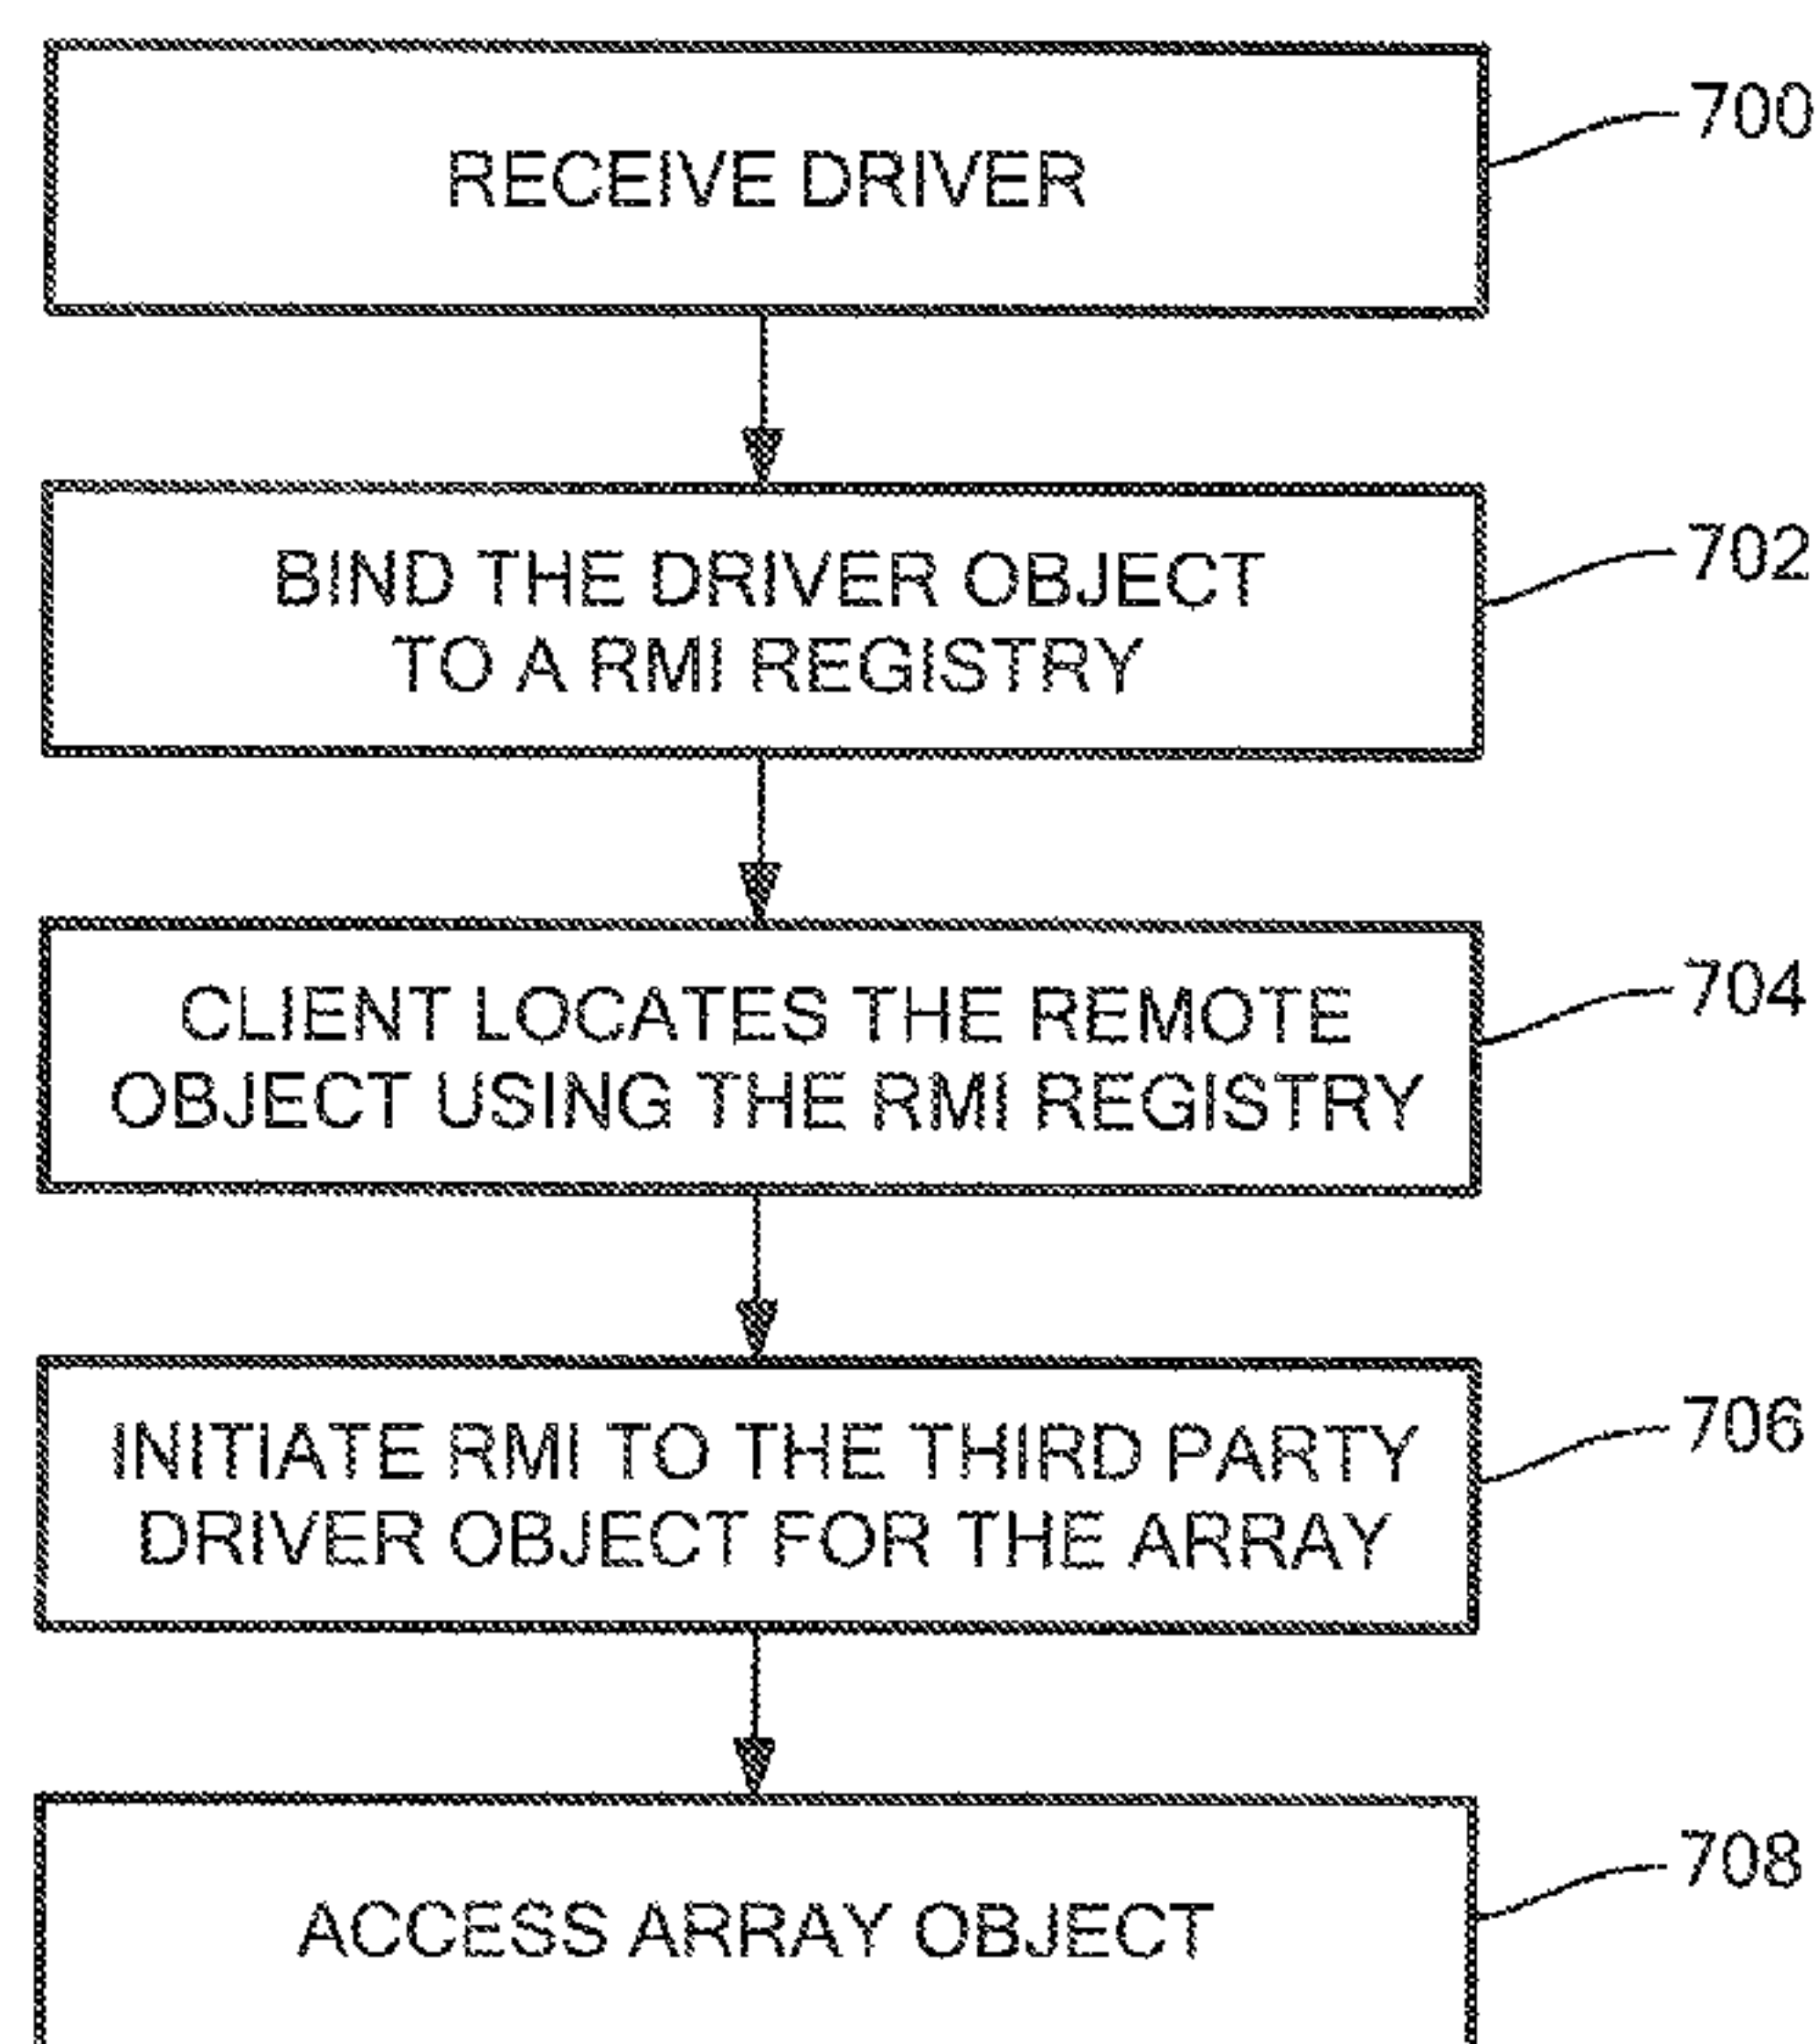 RECEIVE DRIVER
700
BIND THE DRIVER OBJECT
TO A RMI REGISTRY
702
CLIENT LOCATES THE REMOTE
OBJECT USING THE RMI REGISTRY
704
INITIATE RMI TO THE THIRD PARTY
DRIVER OBJECT FOR THE ARRAY
706
ACCESS ARRAY OBJECT
708